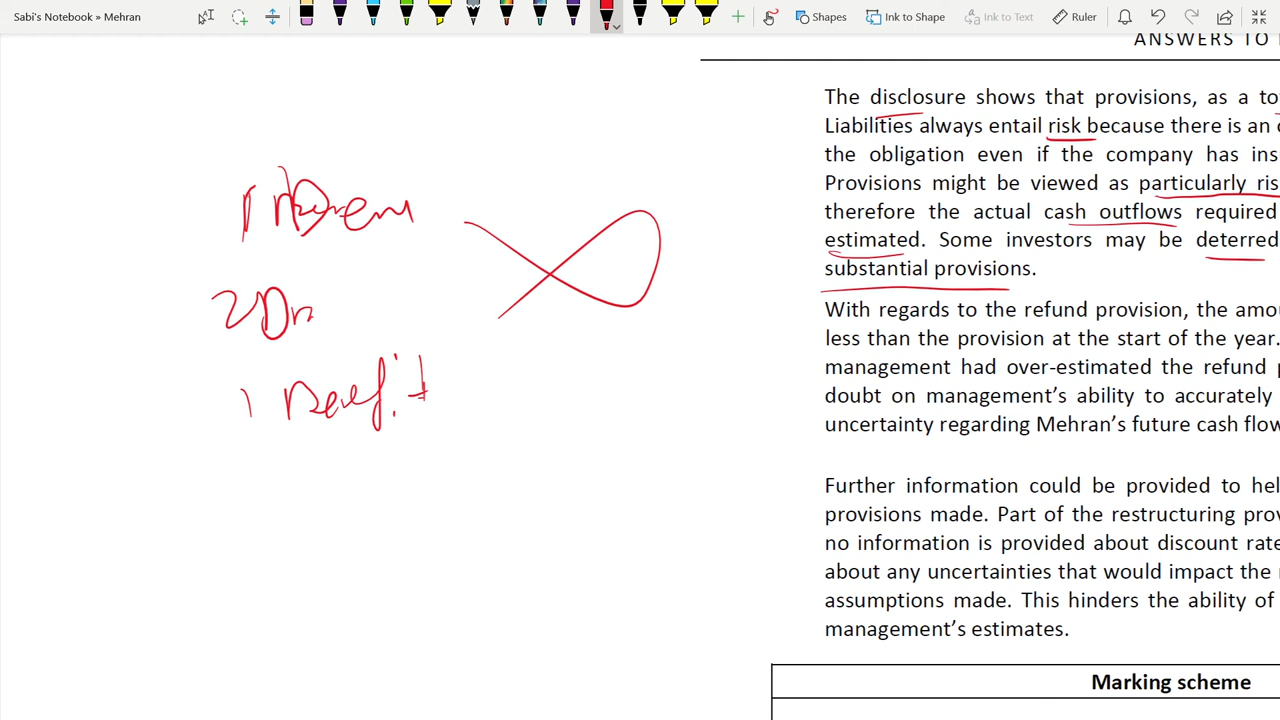 Sabi's Notebook » Mehran
Shapes
Ink to Shape
Ink to Text
Ruler
ANSWERS TO
The disclosure shows that provisions, as a to
Liabilities always entail risk because there is an
the obligation even if the company has ins
Provisions might be viewed as particularly ris
therefore the actual cash outflows required
estimated. Some investors may be deterred
substantial provisions.
With regards to the refund provision, the amou
less than the provision at the start of the year.
management had over-estimated the refund p
doubt on management's ability to accurately
uncertainty regarding Mehran's future cash flow
Further information could be provided to hel
provisions made. Part of the restructuring prov
no information is provided about discount rate
about any uncertainties that would impact the
assumptions made. This hinders the ability of
management's estimates.
Marking scheme